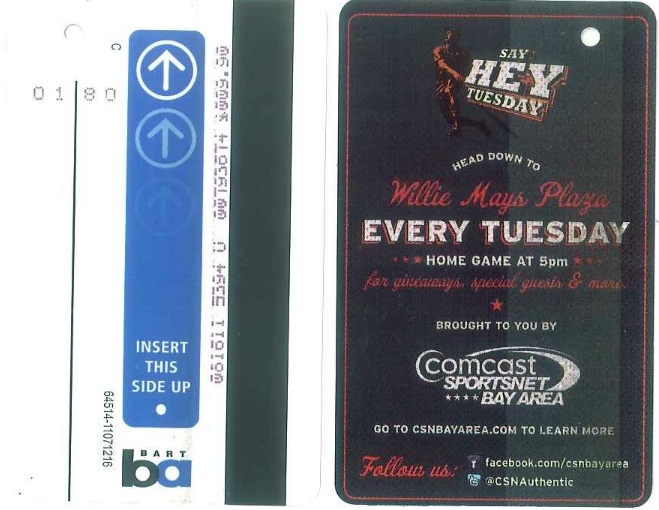 C
01 80
INSERT
THIS
SIDE UP
64514-11071216
BART
ba
SAY
HEY
TUESDAY
HEAD DOWN TO
Willie Mays Plaza
EVERY TUESDAY
HOME GAME AT 5pm
for giveaways, special guests & more.
BROUGHT TO YOU BY
comcast
SPORTSNET
BAY AREA
GO TO CSNBAYAREA.COM TO LEARN MORE
Follow us:
f facebook.com/csnbayarea
@CSNAuthentic